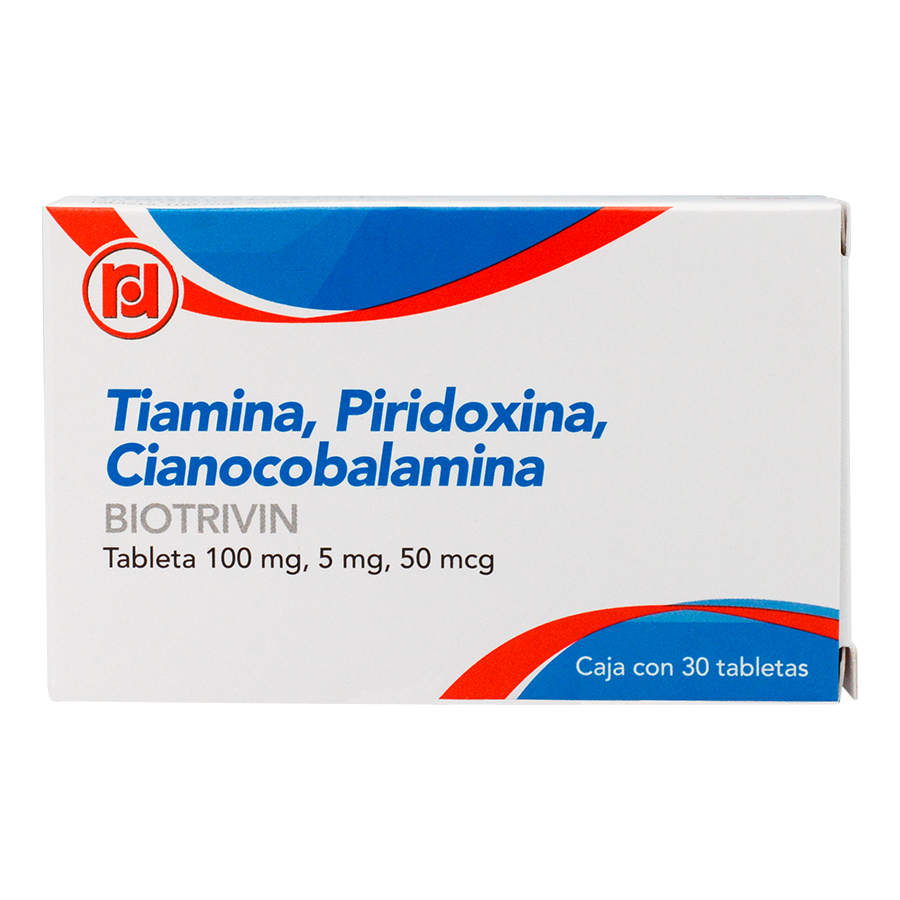 Tiamina, Piridoxina,
Cianocobalamina
BIOTRIVIN
Tableta 100 mg, 5 mg, 50 mcg
Caja con 30 tabletas